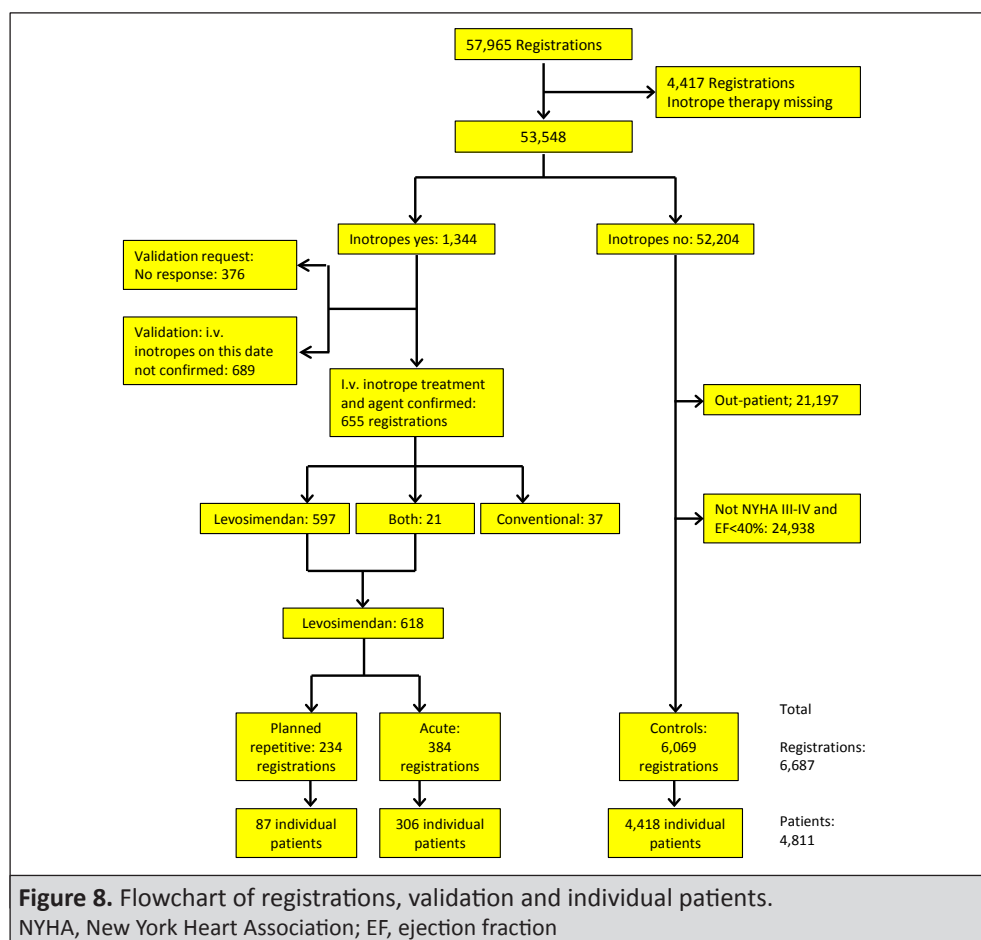 57,965 Registrations
4,417 Registrations
Inotrope therapy missing
53,548
Inotropes yes: 1,344
Inotropes no: 52,204
Validation request:
No response: 376
Validation: i.v.
inotropes on this date
not confirmed: 689
I.v. inotrope treatment
and agent confirmed:
655 registrations
Out-patient; 21,197
Levosimendan: 597
Both: 21
Conventional: 37
Not NYHA III-IV and
EF<40%: 24,938
Levosimendan: 618
Planned
repetitive: 234
registrations
Acute:
384
registrations
Controls:
6,069
registrations
Total
Registrations:
6,687
87 individual
patients
306 individual
patients
4,418 individual
patients
Patients:
4,811
Figure 8. Flowchart of registrations, validation and individual patients.
NYHA, New York Heart Association; EF, ejection fraction